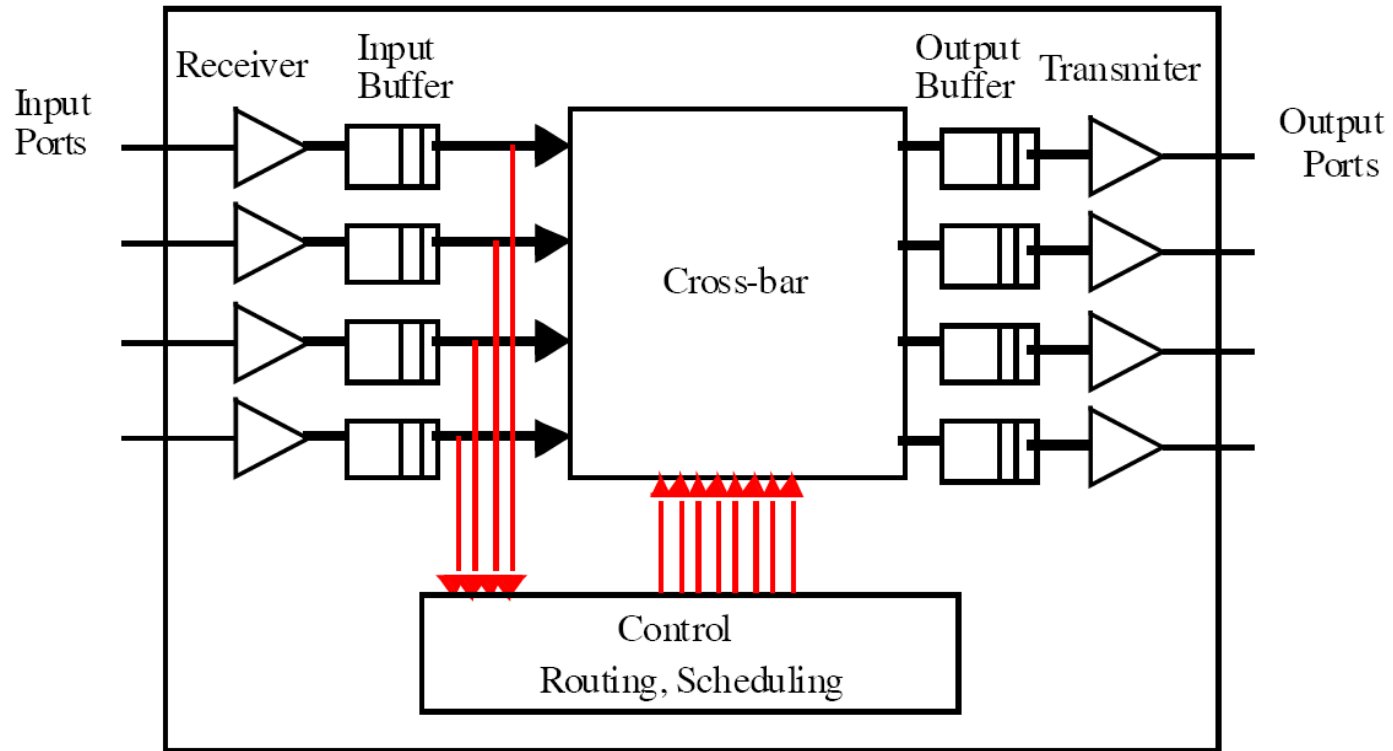 Input
Ports
Receiver
Input
Buffer
Output
Buffer
Transmiter
Output
Ports
Cross-bar
Control
Routing, Scheduling